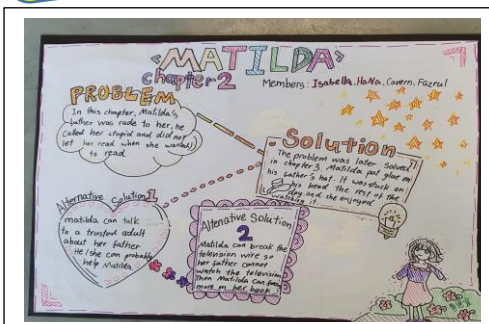 "MATILDA"
chapter 2
Members: Isabella, HaNa, Cavern, Fazrul
PROBLEM
In this chapter, Matilda's
father was rude to her, he
called her stupid and did not
let her read when she wanted
to read
Solution
The problem was later solved
in chapter 3 Matilda put glue on
his father's hat. It was stuck on
his head the rest of the
day and she enjoyed
watching it.
Alternative Solution 1
matilda can talk
to a trusted adult
about her father.
He/she can probably
help Matilda
Altenative Solution
2
Matilda can break the
television wire so
her father cannot
watch the television.
Then Matilda can
more on her book!